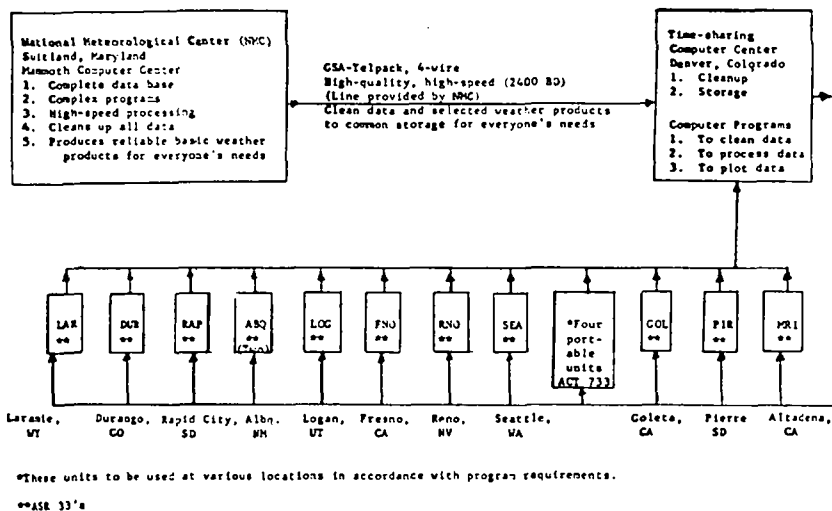 National Meteorological Center (NMC)
Suitland, Maryland
Mammoth Computer Center
1. Complete data base
2. Complex programs
3. High-speed processing
4. Cleans up all data
5. Produces reliable basic weather
products for everyone's needs
GSA-Telpack, 4-wire
High-quality, high-speed (2400 BD)
(Line provided by NMC)
Clean data and selected weather products
to common storage for everyone's needs
Time-sharing
Computer Center
Denver, Colorado
1. Cleanup
2. Storage
Computer Programs
1. To clean data
2. To process data
3. To plot data
LAR
**
DUR
**
RAP
**
ABQ
**
(Two)
LOG
**
FNO
**
RNO
**
SEA
**
*Four
port-
able
units
ACT 733
GOL
**
PIR
**
MRI
**
Laramie,
WY
Durango,
CO
Rapid City,
SD
Albq.
NM
Logan,
UT
Fresno,
CA
Reno,
NV
Seattle,
WA
Goleta,
CA
Pierre
SD
Altadena,
CA
*These units to be used at various locations in accordance with program requirements.
**ASR 33's